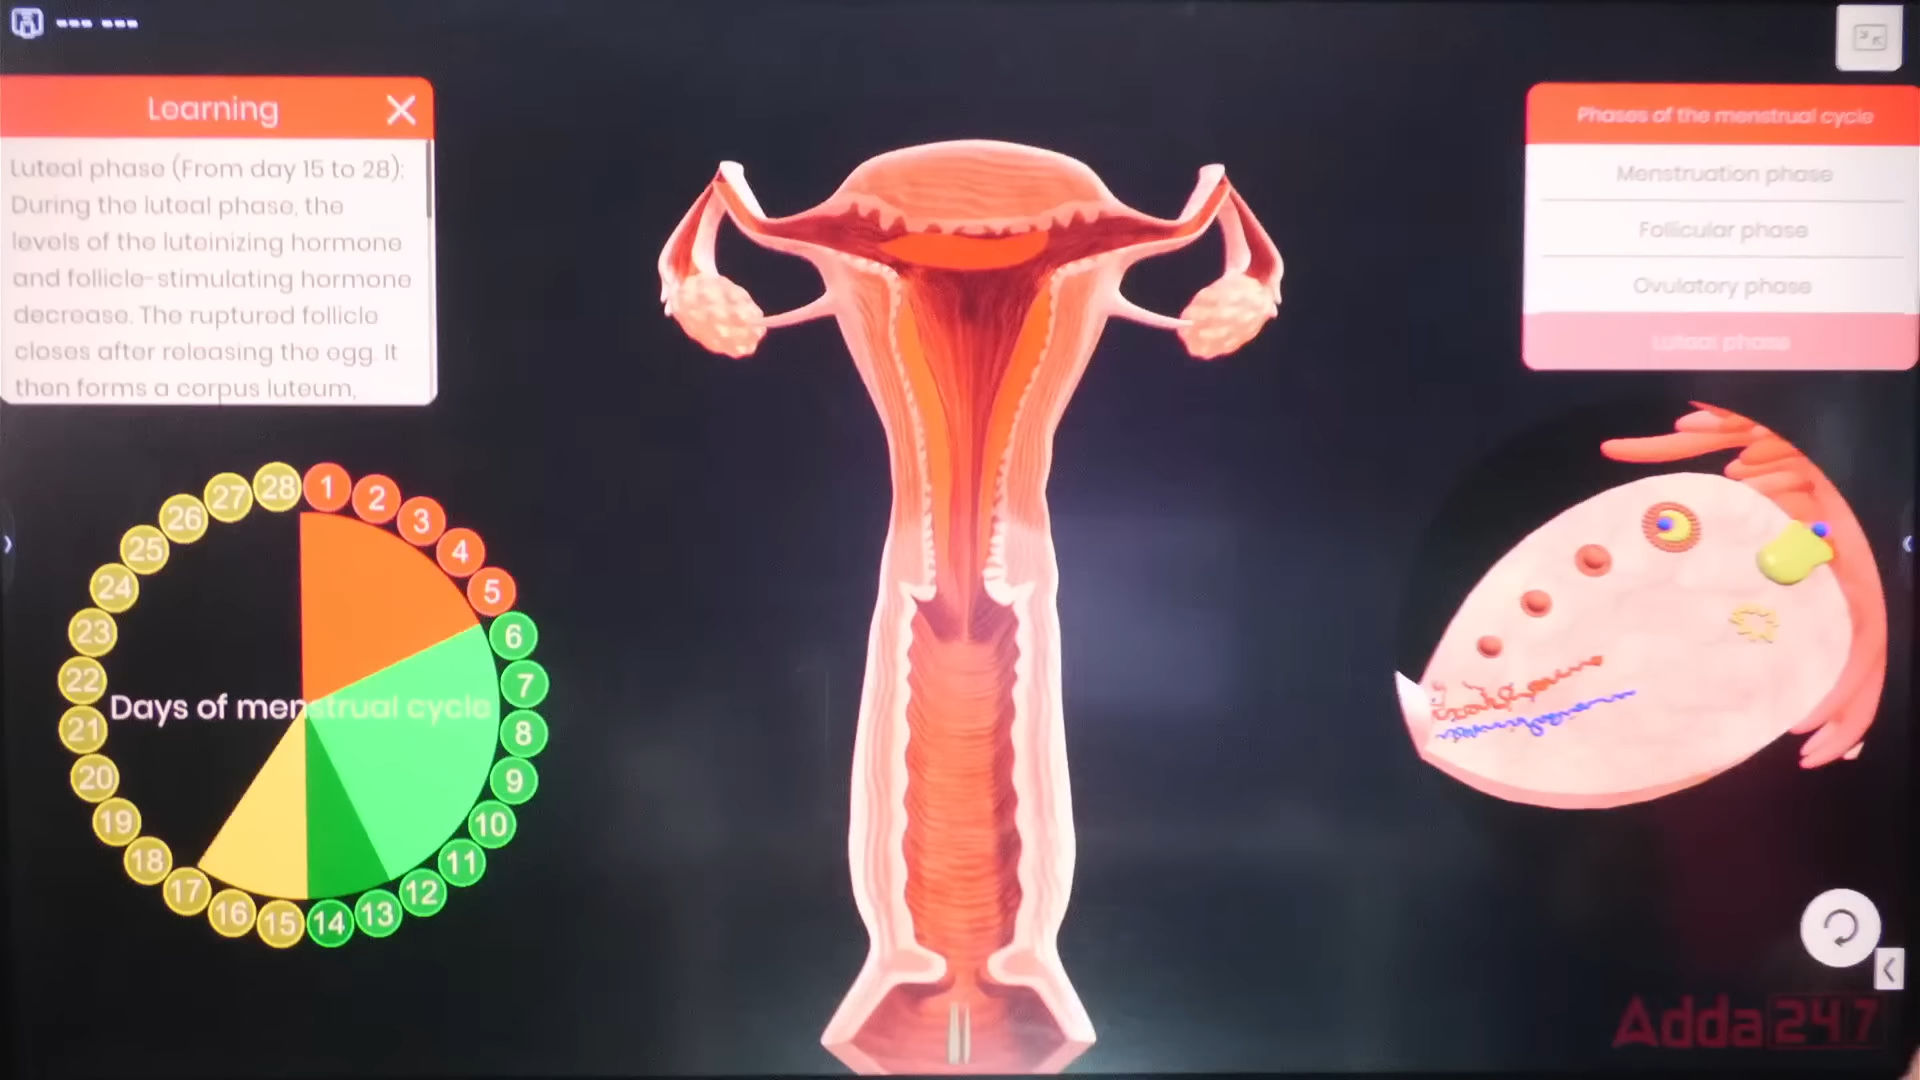 Learning
Luteal phase (From day 15 to 28):
During the luteal phase, the
levels of the luteinizing hormone
and follicle-stimulating hormone
decrease. The ruptured follicle
closes after releasing the egg. It
then forms a corpus luteum,
Phases of the menstrual cycle
Menstruation phase
Follicular phase
Ovulatory phase
Luteal phase
Days of menstrual cycle
1
2
3
4
5
6
7
8
9
10
11
12
13
14
15
16
17
18
19
20
21
22
23
24
25
26
27
28
Adda247